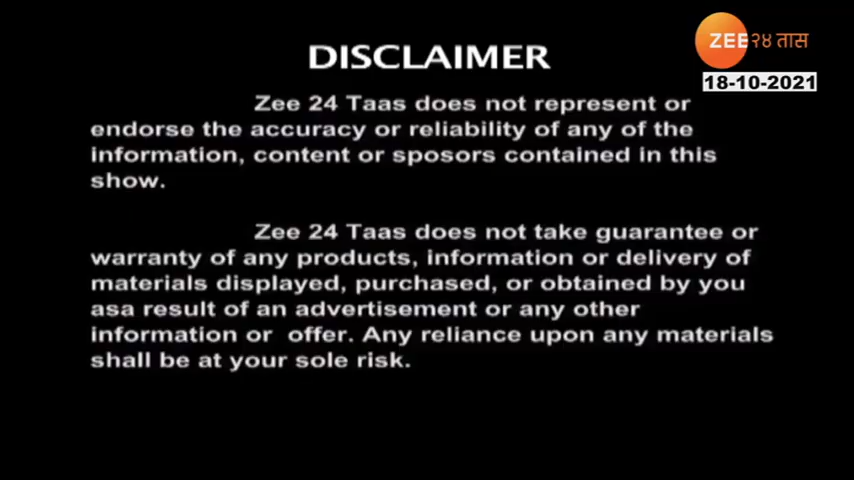 ZEE २४ तास
18-10-2021
DISCLAIMER
Zee 24 Taas does not represent or
endorse the accuracy or reliability of any of the
information, content or sposors contained in this
show.
Zee 24 Taas does not take guarantee or
warranty of any products, information or delivery of
materials displayed, purchased, or obtained by you
asa result of an advertisement or any other
information or offer. Any reliance upon any materials
shall be at your sole risk.